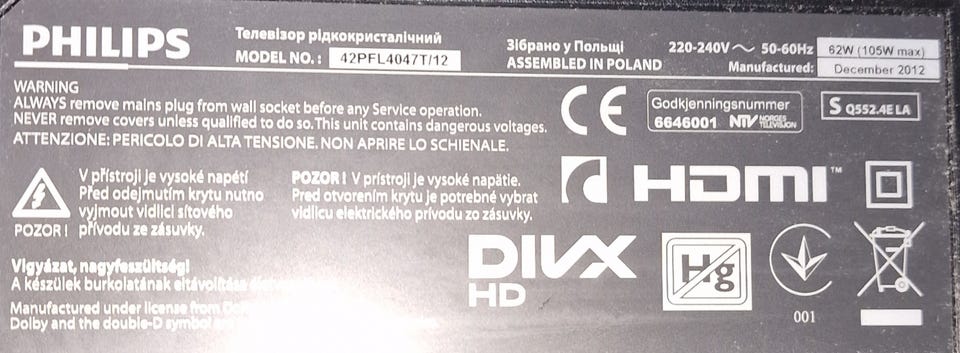 PHILIPS
Телевізор рідкокристалічний
MODEL NO.: 42PFL4047T/12
Зібрано у Польщі
ASSEMBLED IN POLAND
220-240V ~ 50-60Hz 62W (105W max)
Manufactured: December 2012
WARNING
ALWAYS remove mains plug from wall socket before any Service operation.
NEVER remove covers unless qualified to do so. This unit contains dangerous voltages.
ATTENZIONE: PERICOLO DI ALTA TENSIONE. NON APRIRE LO SCHIENALE.
CE
Godkjenningsnummer
6646001 NTV NORGES TELEVISJON
S Q552.4E LA
V přístroji je vysoké napětí
Před odejmutím krytu nutno
vyjmout vidlici síťového
POZOR! přívodu ze zásuvky.
POZOR! V prístroji je vysoké napätie.
Pred otvorením krytu je potrebné vybrat
vidlicu elektrického prívodu zo zásuvky.
HDMI™
DIVX
HD
Hg
001
Vigyázat, nagyfeszültség!
A készülek burkolatának
Manufactured under license from
Dolby and the double-D symbol